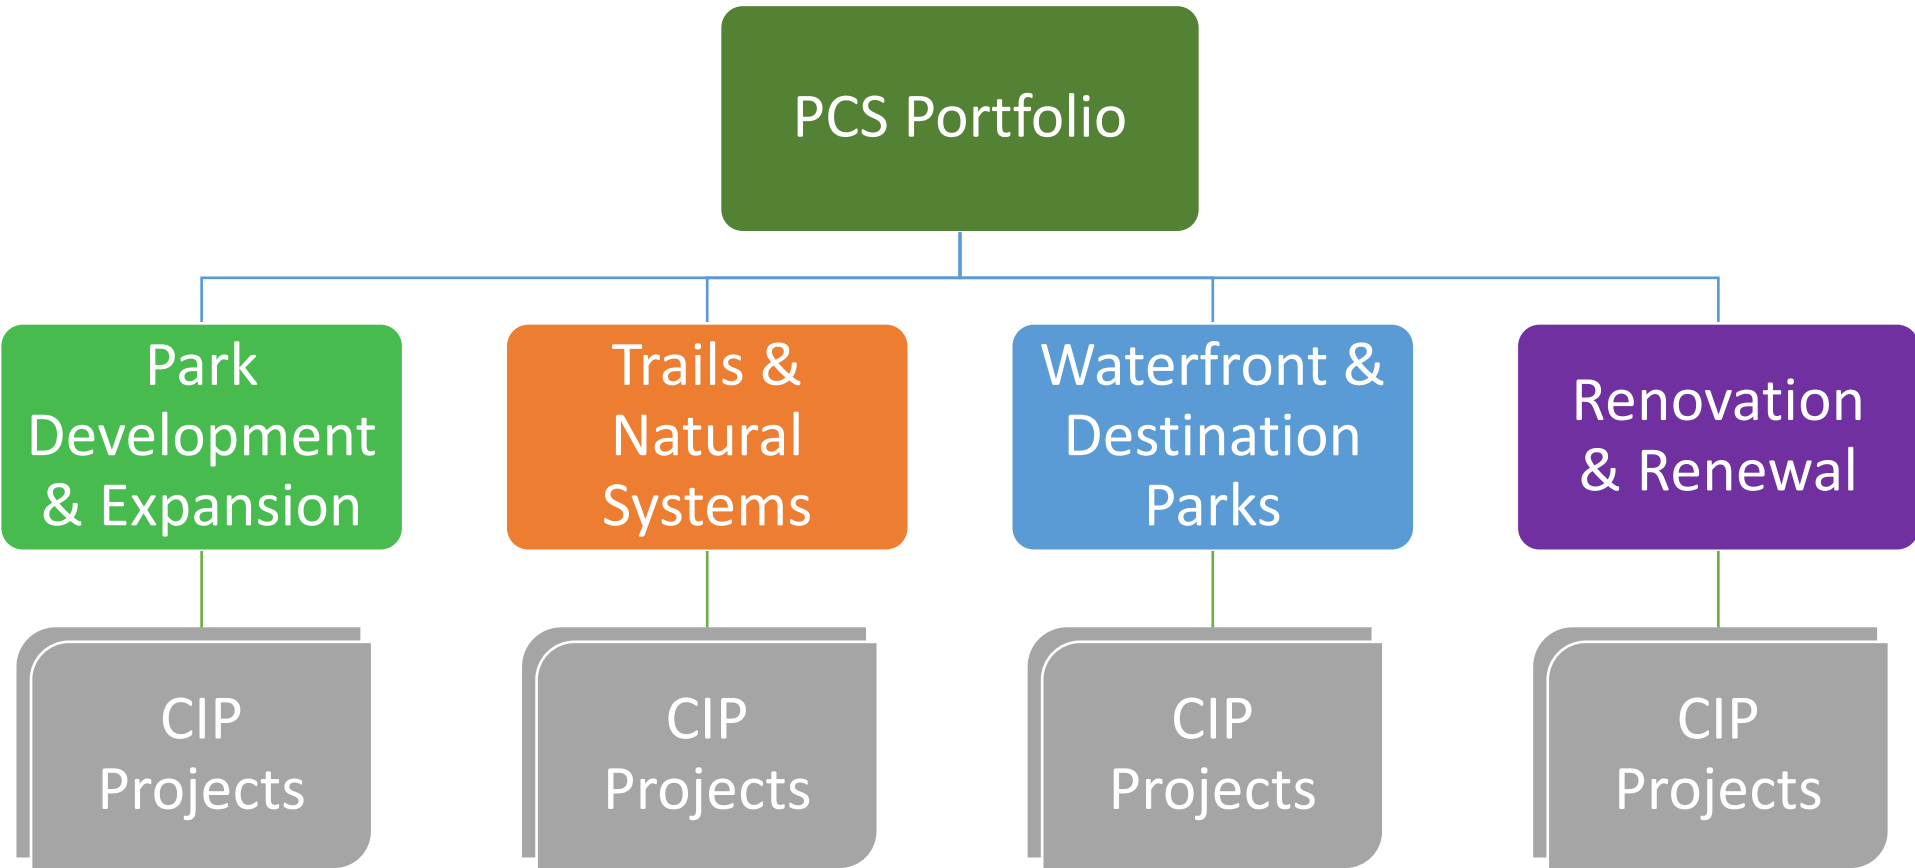 PCS Portfolio
Park
Development
& Expansion
Trails &
Natural
Systems
Waterfront &
Destination
Parks
Renovation
& Renewal
CIP
Projects
CIP
Projects
CIP
Projects
CIP
Projects